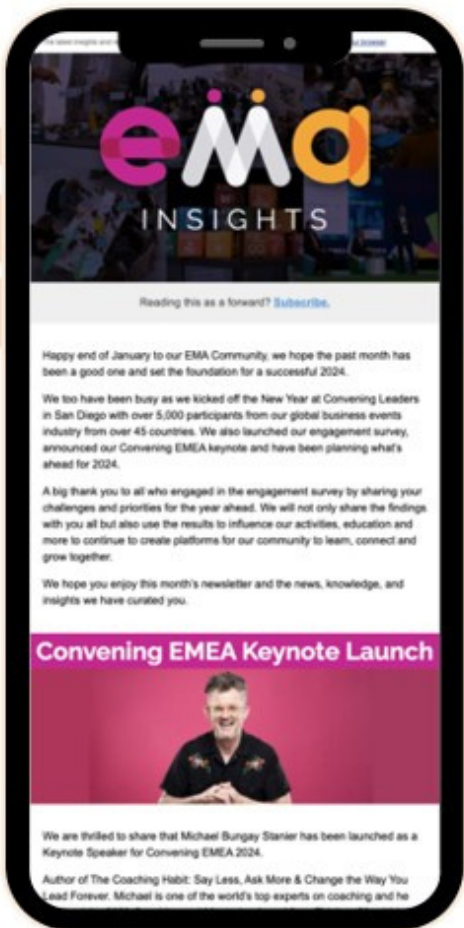 The latest insights and
browser
ema
INSIGHTS
Reading this as a forward? Subscribe.
Happy end of January to our EMA Community, we hope the past month has
been a good one and set the foundation for a successful 2024.
We too have been busy as we kicked off the New Year at Convening Leaders
in San Diego with over 5,000 participants from our global business events
industry from over 45 countries. We also launched our engagement survey,
announced our Convening EMEA keynote and have been planning what's
ahead for 2024.
A big thank you to all who engaged in the engagement survey by sharing your
challenges and priorities for the year ahead. We will not only share the findings
with you all but also use the results to influence our activities, education and
more to continue to create platforms for our community to learn, connect and
grow together.
We hope you enjoy this month's newsletter and the news, knowledge, and
insights we have curated you.
Convening EMEA Keynote Launch
We are thrilled to share that Michael Bungay Stanier has been launched as a
Keynote Speaker for Convening EMEA 2024.
Author of The Coaching Habit: Say Less, Ask More & Change the Way You
Lead Forever. Michael is one of the world's top experts on coaching and he